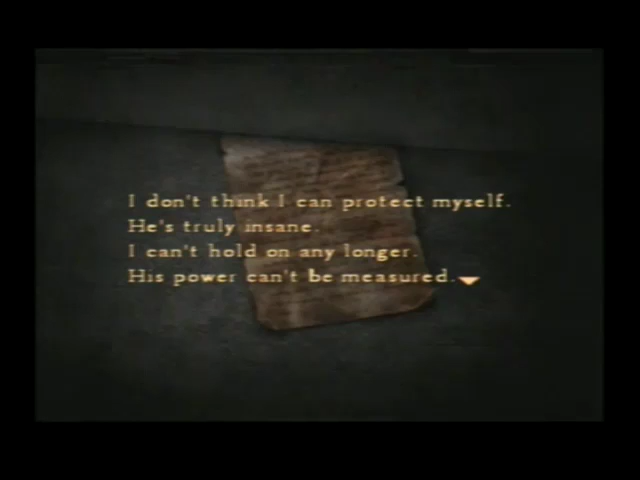 I don't think I can protect myself.
He's truly insane.
I can't hold on any longer.
His power can't be measured.